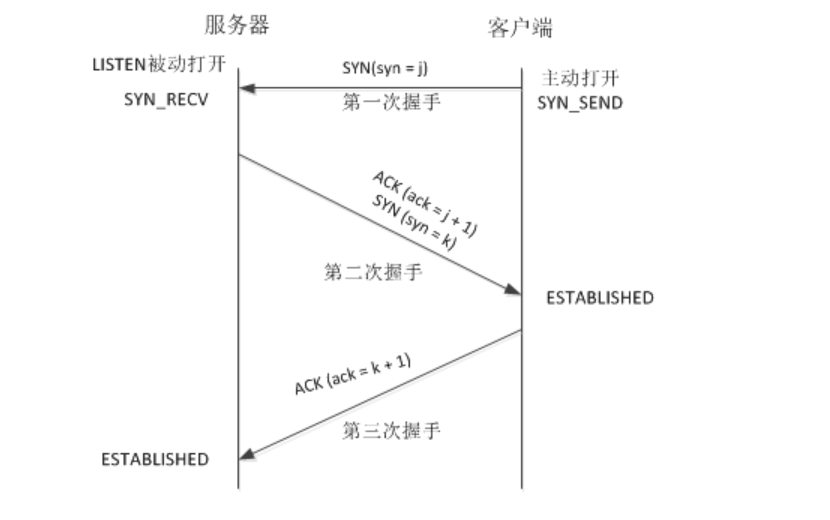 服务器
客户端
LISTEN被动打开
SYN(syn = j)
主动打开
SYN_RECV
第一次握手
SYN_SEND
ACK (ack = j + 1)
SYN (syn = k)
第二次握手
ESTABLISHED
ACK (ack = k + 1)
第三次握手
ESTABLISHED